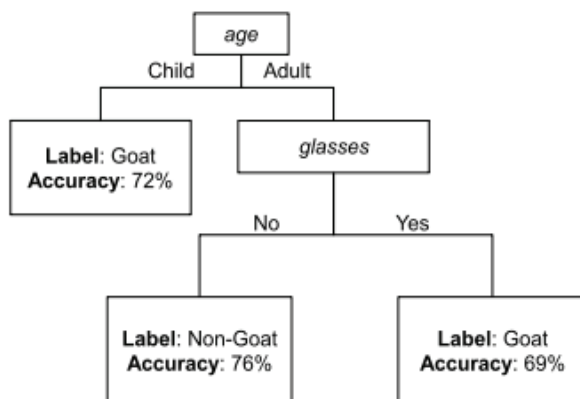 age
Child Adult
Label: Goat
Accuracy: 72%
glasses
No Yes
Label: Non-Goat
Accuracy: 76%
Label: Goat
Accuracy: 69%